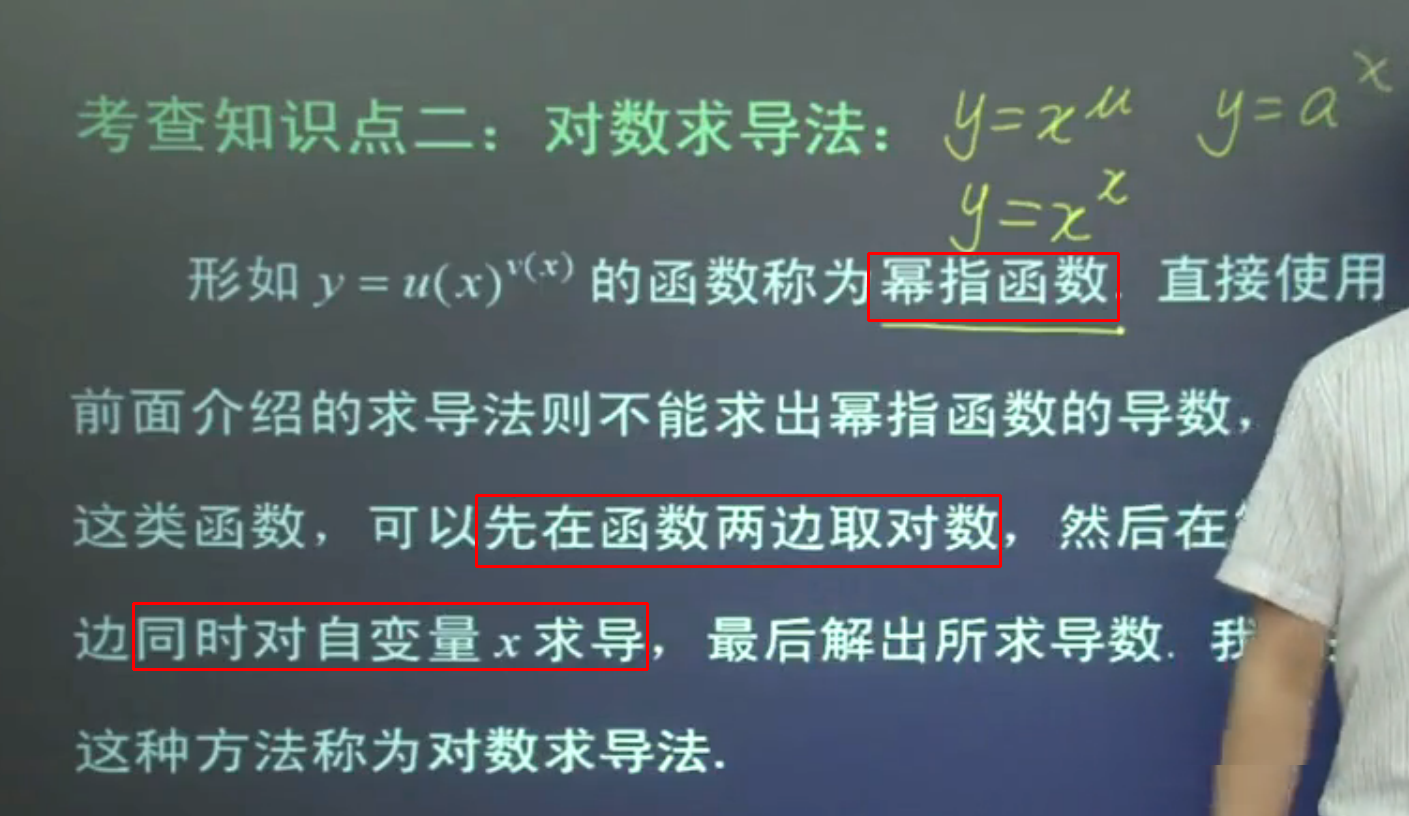 考查知识点二：对数求导法： y=x^μ y=a^x
y=x^x
形如 y = u(x)^{v(x)} 的函数称为幂指函数. 直接使用
前面介绍的求导法则不能求出幂指函数的导数，
这类函数，可以先在函数两边取对数，然后在
边同时对自变量 x 求导，最后解出所求导数. 我
这种方法称为对数求导法.